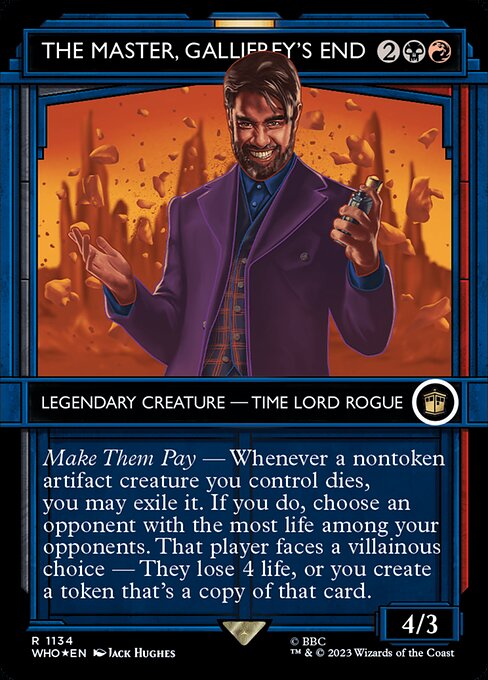 THE MASTER, GALLIFREY'S END 2
LEGENDARY CREATURE — TIME LORD ROGUE
Make Them Pay — Whenever a nontoken
artifact creature you control dies,
you may exile it. If you do, choose an
opponent with the most life among your
opponents. That player faces a villainous
choice — They lose 4 life, or you create
a token that's a copy of that card.
4/3
R 1134
WHO★EN Jack Hughes
© BBC
™ & © 2023 Wizards of the Coast